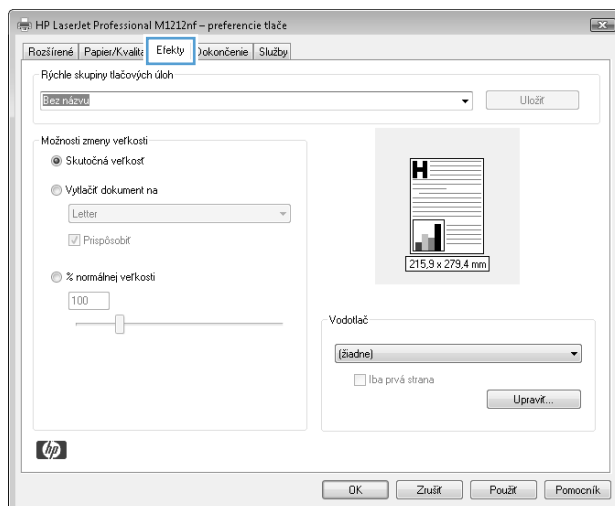 HP LaserJet Professional M1212nf – preferencie tlače
Rozšírené Papier/Kvalita Efekty Dokončenie Služby
Rýchle skupiny tlačových úloh
Bez názvu
Uložiť
Možnosti zmeny veľkosti
Skutočná veľkosť
Vytlačiť dokument na
Letter
Prispôsobiť
% normálnej veľkosti
100
H
215,9 x 279,4 mm
Vodotlač
(žiadne)
Iba prvá strana
Upraviť...
hp
OK Zrušiť Použiť Pomocník